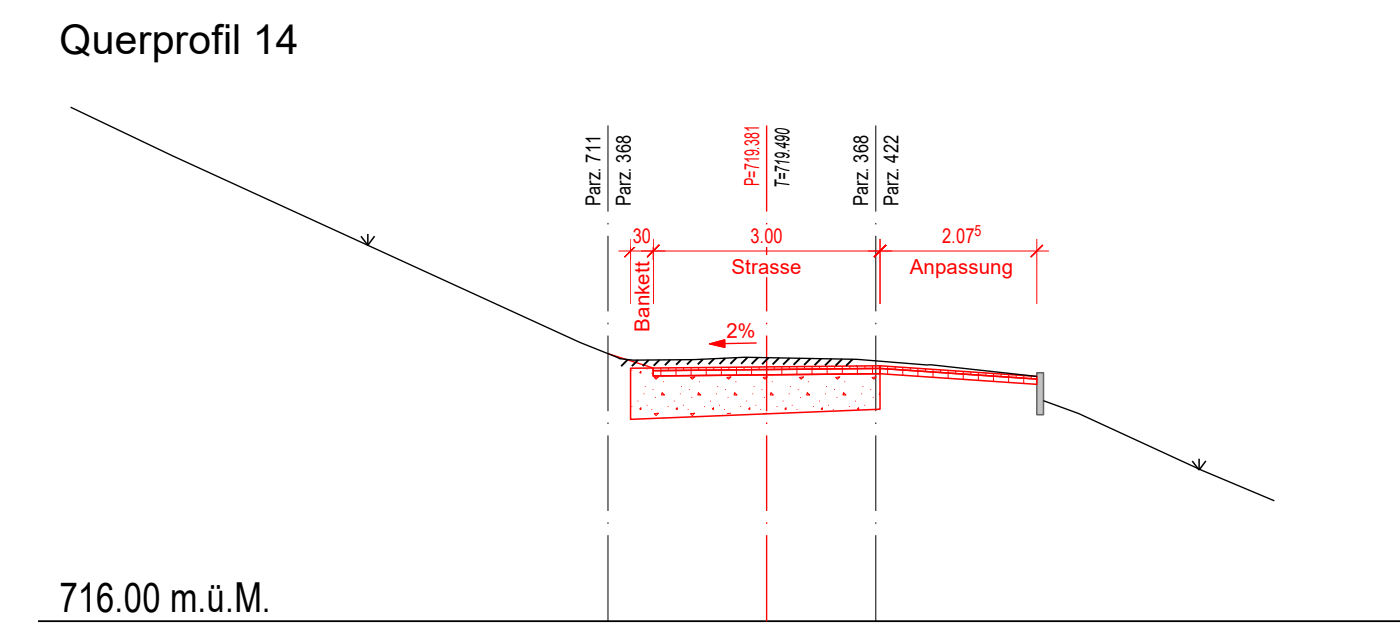 Querprofil 14
Parz. 711
Parz. 368
P=719.381
T=719.490
Parz. 368
Parz. 422
30
3.00
2.07⁵
Bankett
Strasse
Anpassung
2%
716.00 m.ü.M.